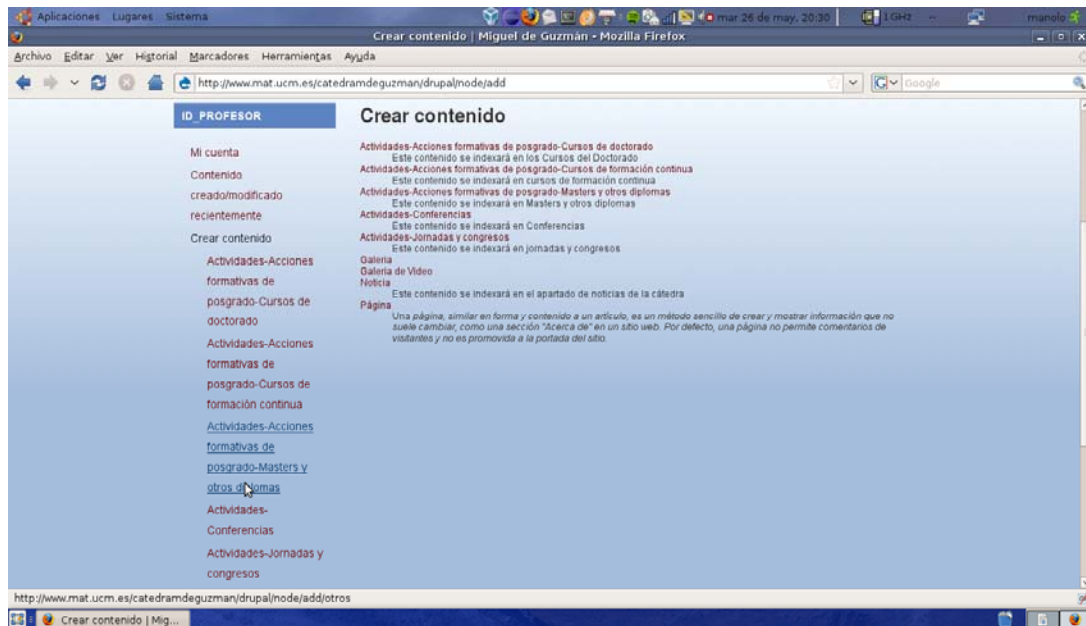 Aplicaciones Lugares Sistema
mar 26 de may, 20:30
1 GHz
manolo
Crear contenido | Miguel de Guzmán - Mozilla Firefox
Archivo Editar Ver Historial Marcadores Herramientas Ayuda
http://www.mat.ucm.es/catedramdeguzman/drupal/node/add
Google
ID_PROFESOR
Mi cuenta
Contenido
creado/modificado
recientemente
Crear contenido
Actividades-Acciones
formativas de
posgrado-Cursos de
doctorado
Actividades-Acciones
formativas de
posgrado-Cursos de
formación continua
Actividades-Acciones
formativas de
posgrado-Masters y
otros diplomas
Actividades-
Conferencias
Actividades-Jornadas y
congresos
Crear contenido
Actividades-Acciones formativas de posgrado-Cursos de doctorado
Este contenido se indexará en los Cursos del Doctorado
Actividades-Acciones formativas de posgrado-Cursos de formación continua
Este contenido se indexará en cursos de formación continua
Actividades-Acciones formativas de posgrado-Masters y otros diplomas
Este contenido se indexará en Masters y otros diplomas
Actividades-Conferencias
Este contenido se indexará en Conferencias
Actividades-Jornadas y congresos
Este contenido se indexará en jornadas y congresos
Galeria
Galeria de Video
Noticia
Este contenido se indexará en el apartado de noticias de la cátedra
Página
Una página, similar en forma y contenido a un artículo, es un método sencillo de crear y mostrar información que no
suele cambiar, como una sección "Acerca de" en un sitio web. Por defecto, una página no permite comentarios de
visitantes y no es promovida a la portada del sitio.
http://www.mat.ucm.es/catedramdeguzman/drupal/node/add/otros
Crear contenido | Mig...